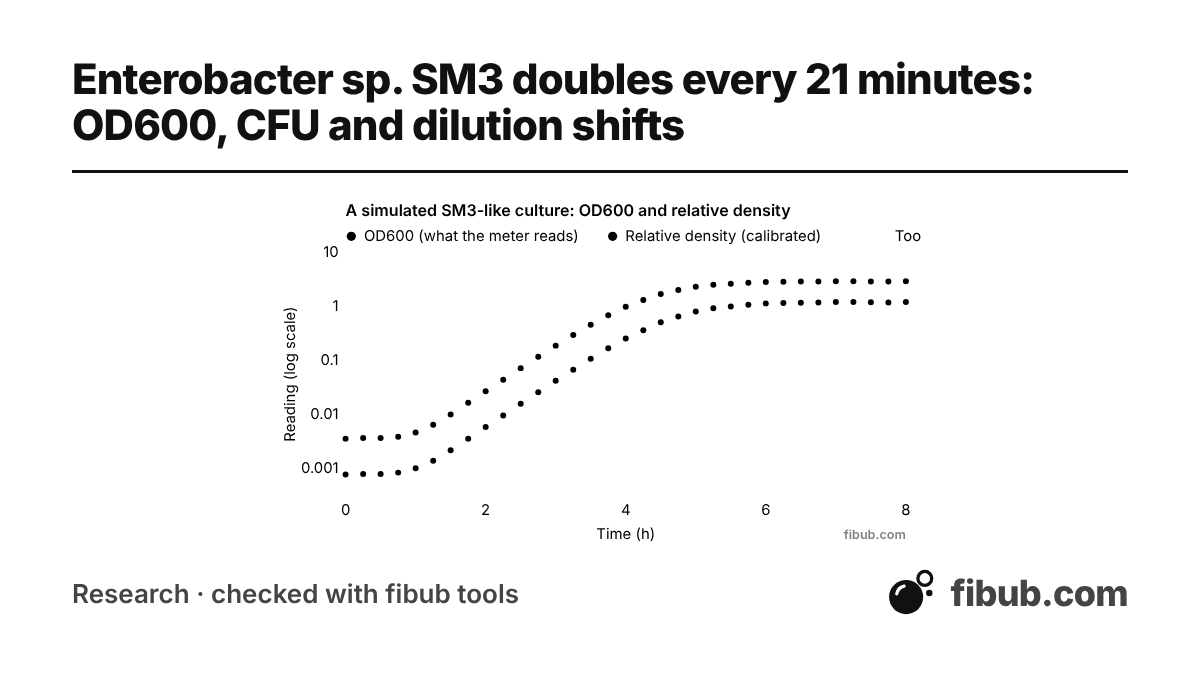 Enterobacter sp. SM3 doubles every 21 minutes:
OD600, CFU and dilution shifts
A simulated SM3-like culture: OD600 and relative density
OD600 (what the meter reads) Relative density (calibrated) Too
10
1
0.1
0.01
0.001
Reading (log scale)
0 2 4 6 8
Time (h)
fibub.com
Research · checked with fibub tools
fibub.com